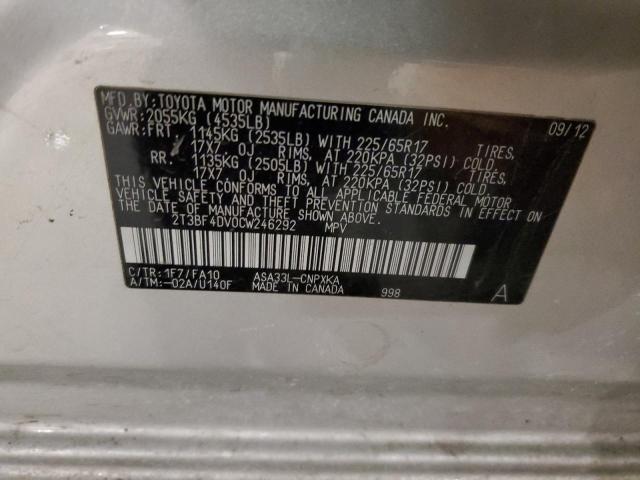 MFD.BY:TOYOTA MOTOR MANUFACTURING CANADA INC. 09/12
GVWR:2055KG (4535LB)
GAWR:FRT. 1145KG (2535LB) WITH 225/65R17 TIRES,
17X7 OJ RIMS, AT 220KPA (32PSI) COLD.
RR. 1135KG (2505LB) WITH 225/65R17 TIRES,
17X7 OJ RIMS, AT 220KPA (32PSI) COLD.
THIS VEHICLE CONFORMS TO ALL APPLICABLE FEDERAL MOTOR
VEHICLE SAFETY AND THEFT PREVENTION STANDARDS IN EFFECT ON
THE DATE OF MANUFACTURE SHOWN ABOVE.
2T3BF4DV0CW246292 MPV
C/TR:1F7/FA10 ASA33L-CNPXKA
A/TM:-02A/U140F MADE IN CANADA 998 A